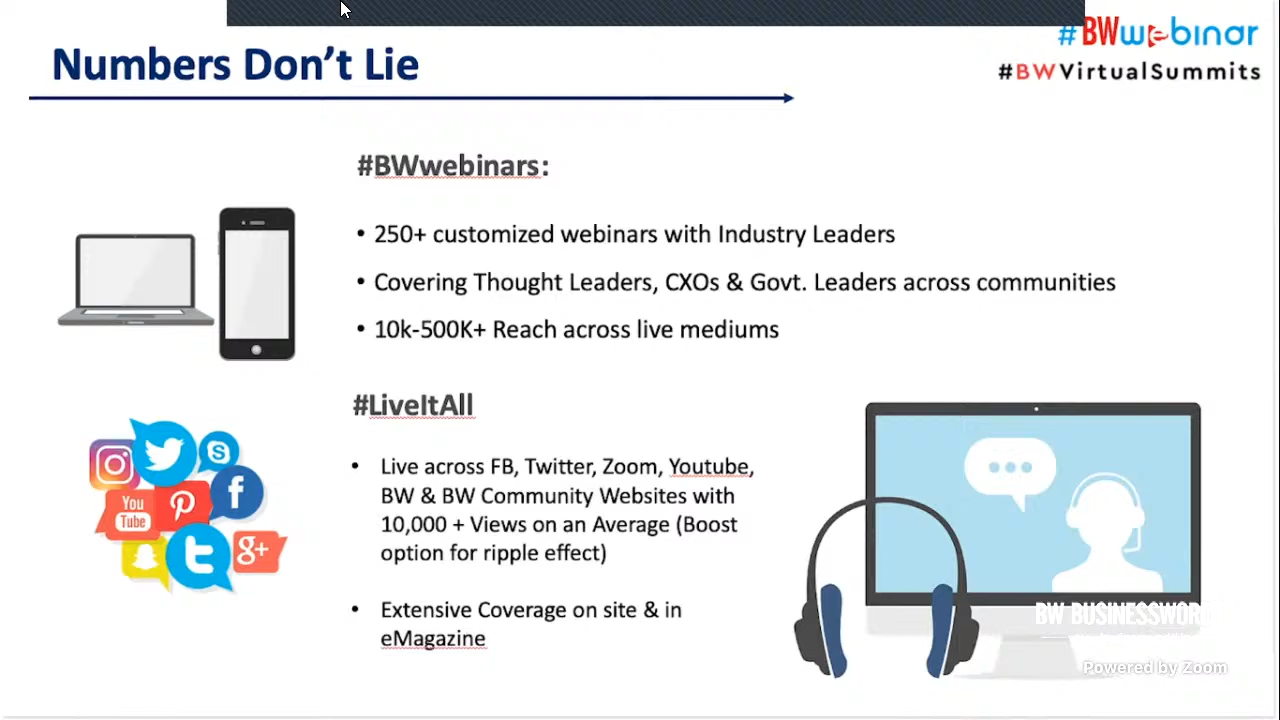 #BWwebinar
Numbers Don't Lie
#BWVirtualSummits
#BWwebinars:
• 250+ customized webinars with Industry Leaders
• Covering Thought Leaders, CXOs & Govt. Leaders across communities
• 10k-500K+ Reach across live mediums
#LiveItAll
• Live across FB, Twitter, Zoom, Youtube,
BW & BW Community Websites with
10,000 + Views on an Average (Boost
option for ripple effect)
• Extensive Coverage on site & in
eMagazine
You
Tube
g+
BW BUSINESSWOR
Powered by Zoom